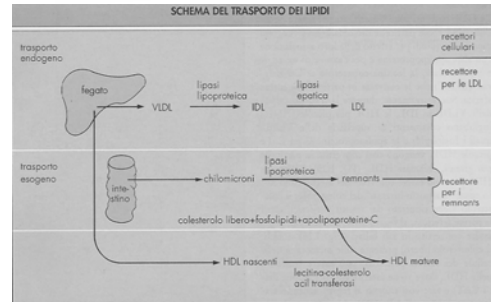 SCHEMA DEL TRASPORTO DEI LIPIDI
trasporto
endogeno
recettori
cellulari
fegato
VLDL
lipasi
lipoproteica
IDL
lipasi
epatica
LDL
recettore
per le LDL
trasporto
esogeno
inte-
stino
chilomicroni
lipasi
lipoproteica
remnants
recettore
per i
remnants
colesterolo libero+fosfolipidi+apolipoproteine-C
HDL nascenti
lecitina-colesterolo
acil transferasi
HDL mature